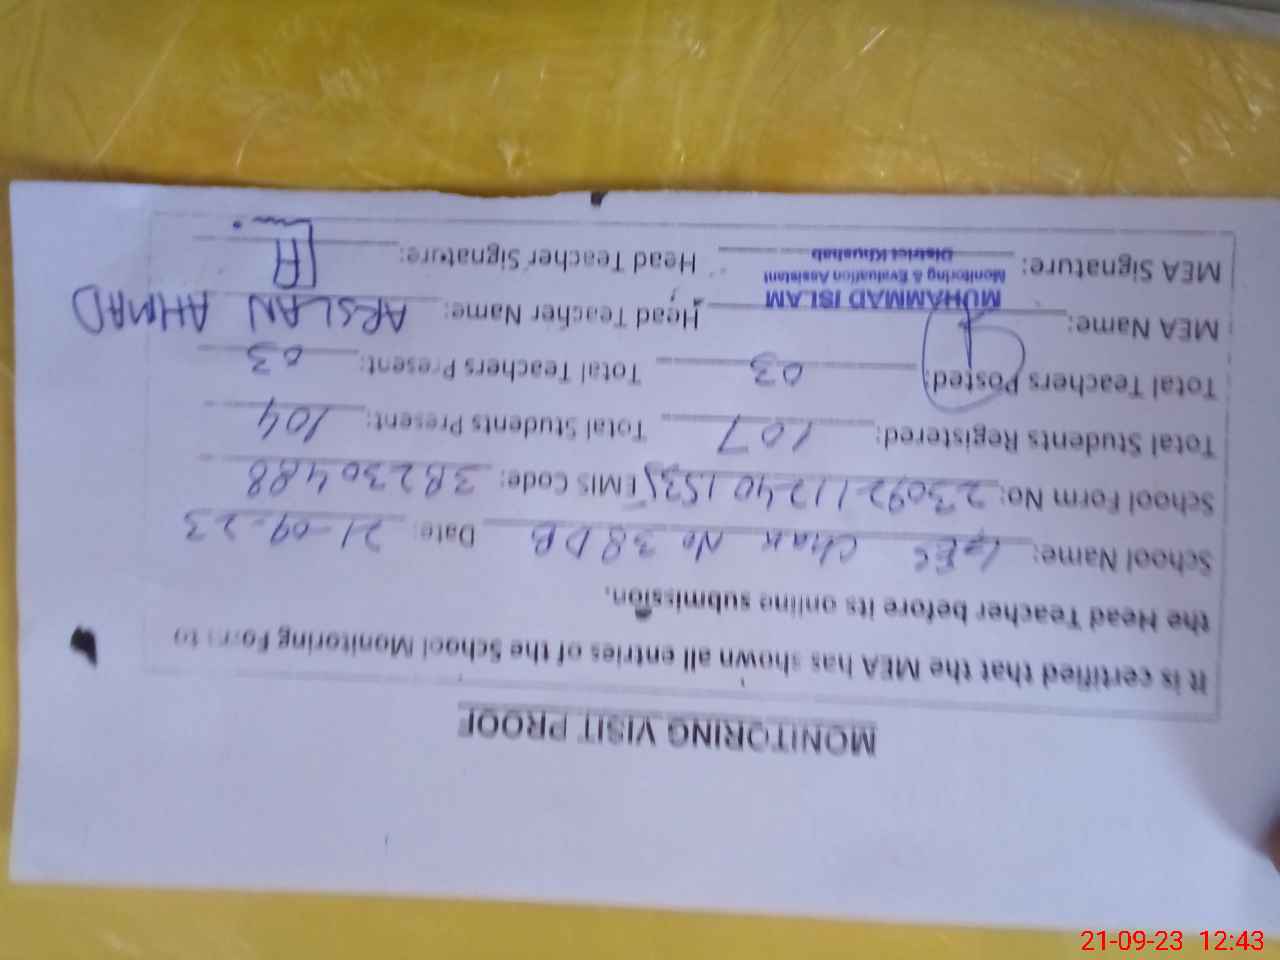 MONITORING VISIT PROOF
It is certified that the MEA has shown all entries of the School Monitoring Form to
the Head Teacher before its online submission.
School Name: GES Chak No 38 DB Date: 21-09-23
School Form No: EMIS Code: 38230488
Total Students Registered: 107 Total Students Present: 104
Total Teachers Posted: 03 Total Teachers Present: 03
MEA Name: MUHAMMAD ISLAM Head Teacher Name: ARSLAN AHMAD
Monitoring & Evaluation Assistant
MEA Signature: District Khushab Head Teacher Signature:
21-09-23 12:43